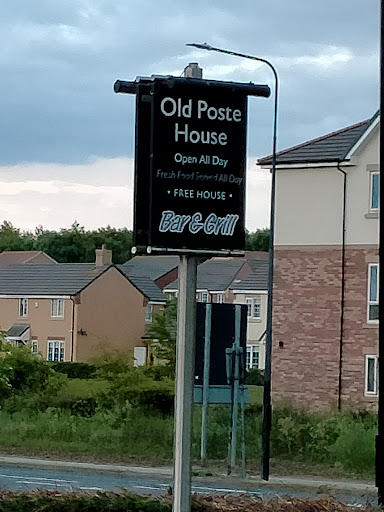 Old Poste
House
Open All Day
Fresh Food Served All Day
• FREE HOUSE •
Bar & Grill